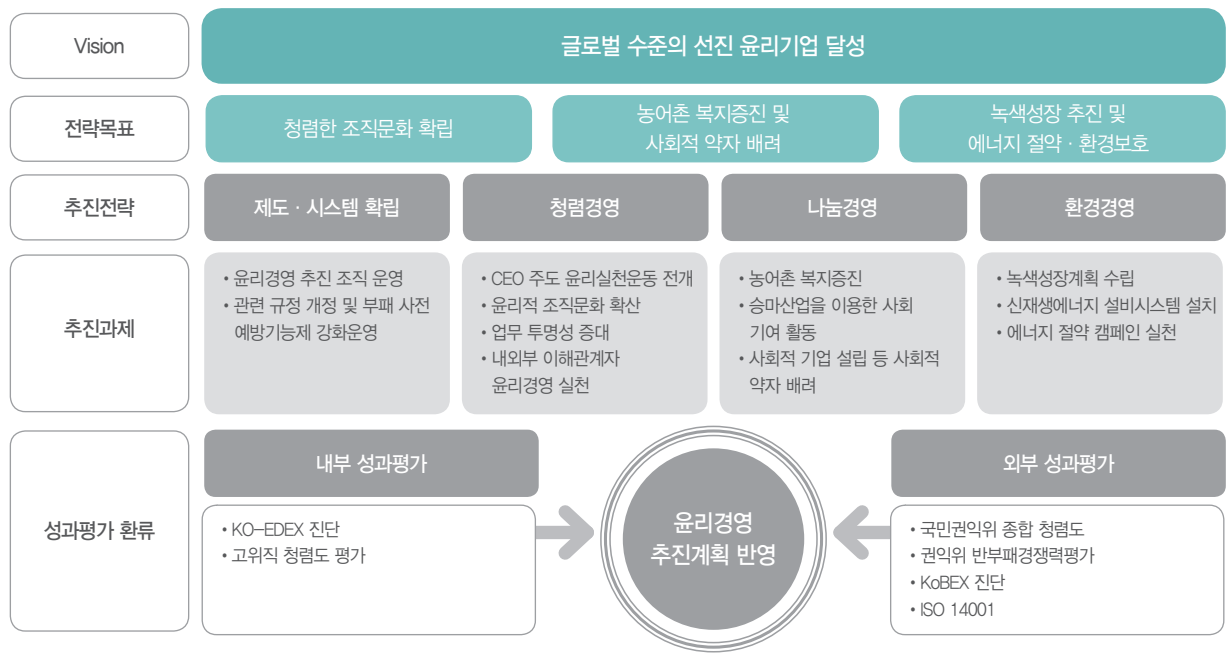 Vision
글로벌 수준의 선진 윤리기업 달성
전략목표
청렴한 조직문화 확립
농어촌 복지증진 및
사회적 약자 배려
녹색성장 추진 및
에너지 절약 · 환경보호
추진전략
제도 · 시스템 확립
청렴경영
나눔경영
환경경영
추진과제
• 윤리경영 추진 조직 운영
• 관련 규정 개정 및 부패 사전
예방기능제 강화운영
• CEO 주도 윤리실천운동 전개
• 윤리적 조직문화 확산
• 업무 투명성 증대
• 내외부 이해관계자
윤리경영 실천
• 농어촌 복지증진
• 승마산업을 이용한 사회
기여 활동
• 사회적 기업 설립 등 사회적
약자 배려
• 녹색성장계획 수립
• 신재생에너지 설비시스템 설치
• 에너지 절약 캠페인 실천
성과평가 환류
내부 성과평가
• KO-EDEX 진단
• 고위직 청렴도 평가
윤리경영
추진계획 반영
외부 성과평가
• 국민권익위 종합 청렴도
• 권익위 반부패경쟁력평가
• KoBEX 진단
• ISO 14001